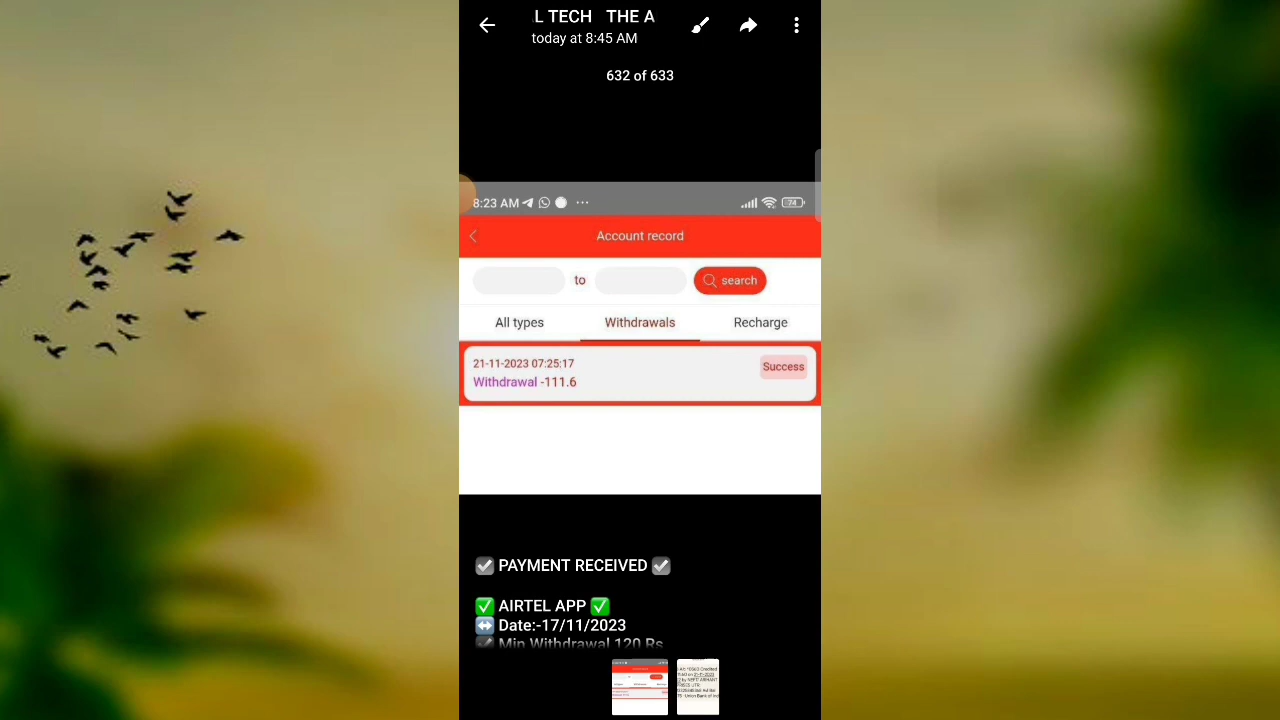 L TECH THE A
today at 8:45 AM
632 of 633
8:23 AM
74
Account record
to
search
All types
Withdrawals
Recharge
21-11-2023 07:25:17
Success
Withdrawal -111.6
PAYMENT RECEIVED
AIRTEL APP
Date:-17/11/2023
Min Withdrawal 120 Rs